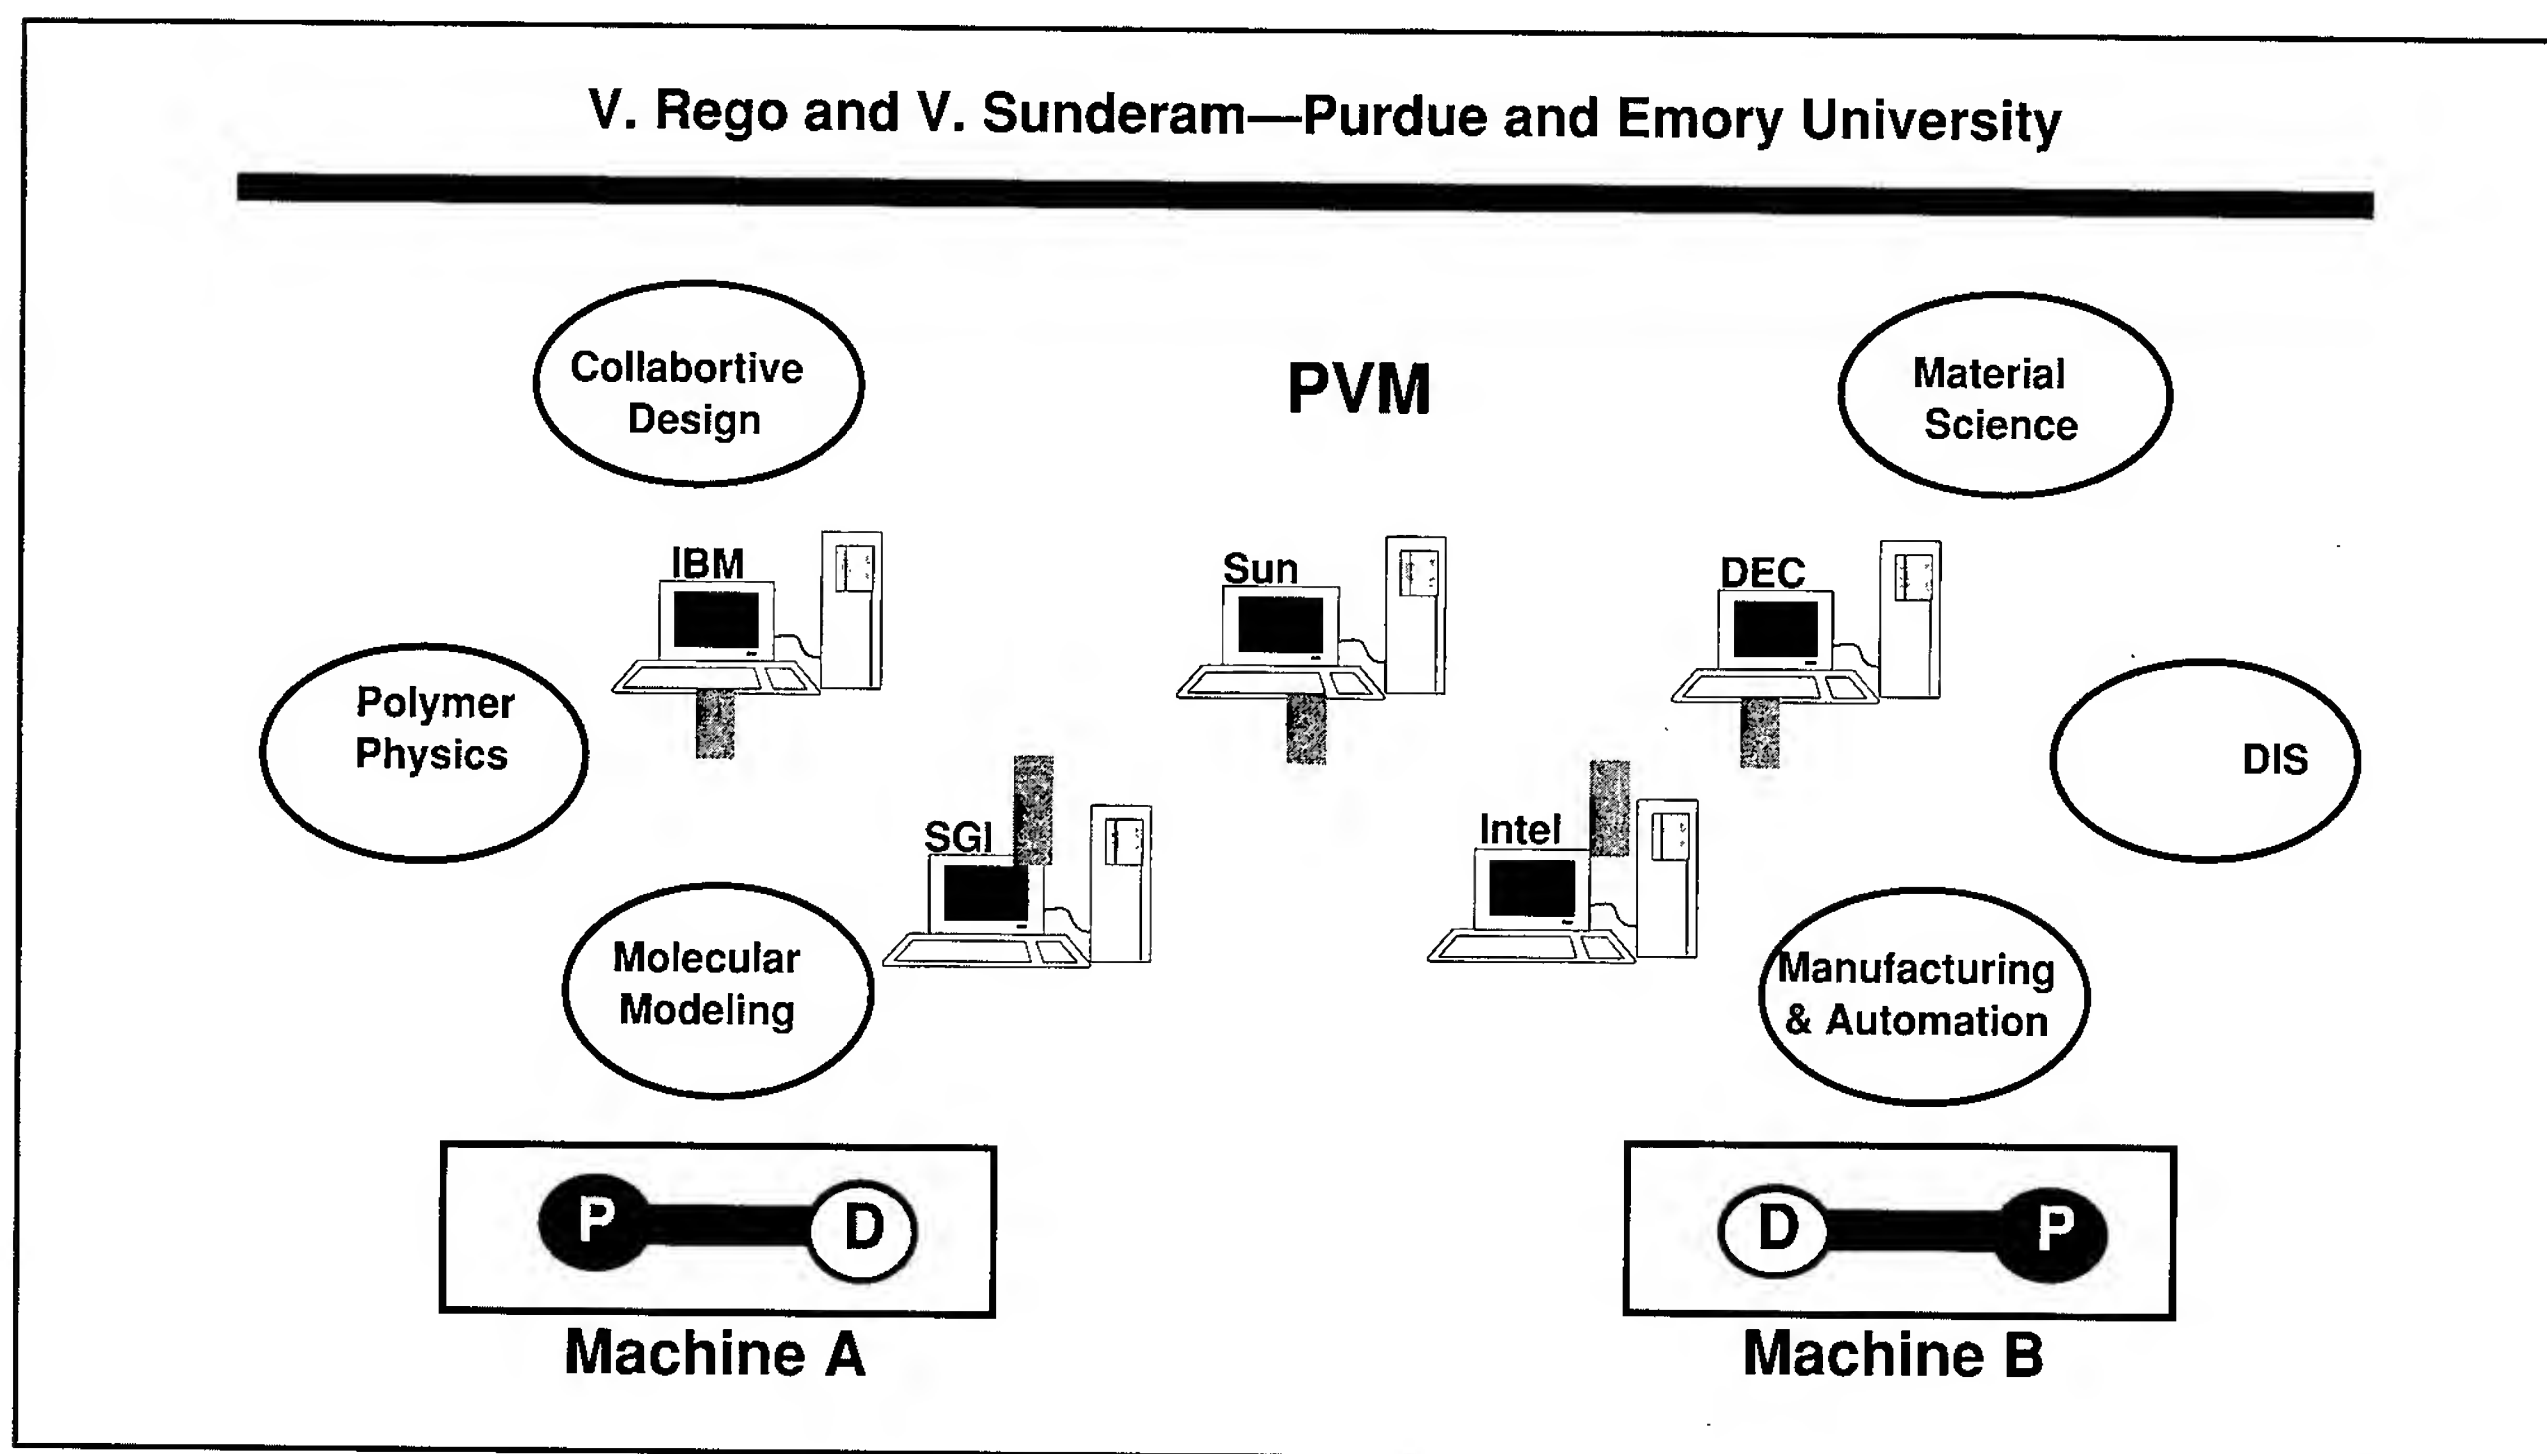 V. Rego and V. Sunderam—Purdue and Emory University
Collabortive
Design
PVM
Material
Science
IBM
Sun
DEC
Polymer
Physics
DIS
SGI
Intel
Molecular
Modeling
Manufacturing
& Automation
P
D
D
P
Machine A
Machine B